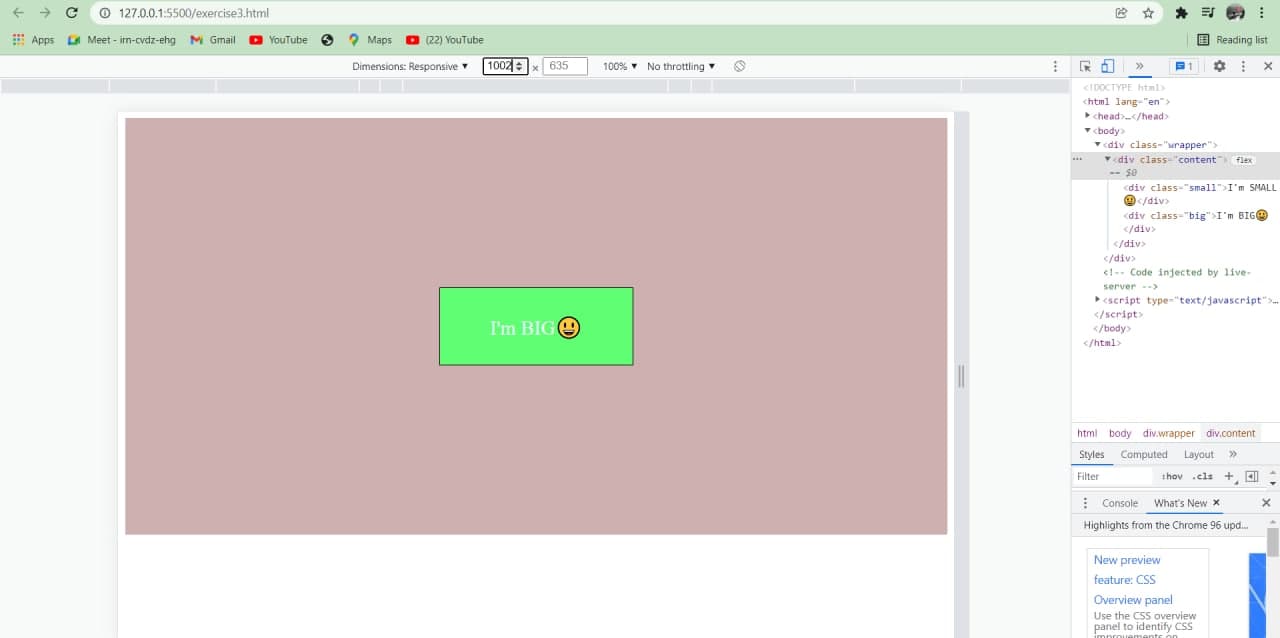 127.0.0.1:5500/exercise3.html
Apps Meet - irn-cvdz-ehg Gmail YouTube Maps (22) YouTube Reading list
Dimensions: Responsive ▼ 1002 × 635 100% ▼ No throttling ▼
» 1
<!DOCTYPE html>
<html lang="en">
<head>…</head>
<body>
<div class="wrapper">
<div class="content"> flex
== $0
<div class="small">I'm SMALL
😃</div>
<div class="big">I'm BIG😃
</div>
</div>
</div>
<!-- Code injected by live-
server -->
<script type="text/javascript">…
</script>
</body>
</html>
I'm BIG😃
html body div.wrapper div.content
Styles Computed Layout »
Filter :hov .cls +
Console What's New ×
Highlights from the Chrome 96 upd...
New preview
feature: CSS
Overview panel
Use the CSS overview
panel to identify CSS
improvements on